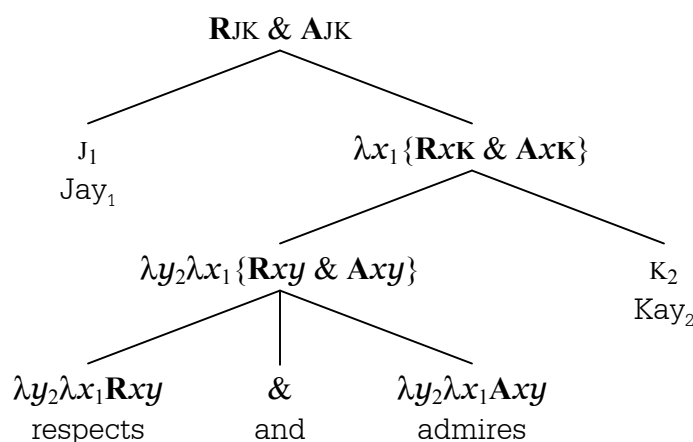 RJK & AJK
J₁ λx₁{RxK & AxK}
Jay₁
λy₂λx₁{Rxy & Axy} K₂
Kay₂
λy₂λx₁Rxy & λy₂λx₁Axy
respects and admires